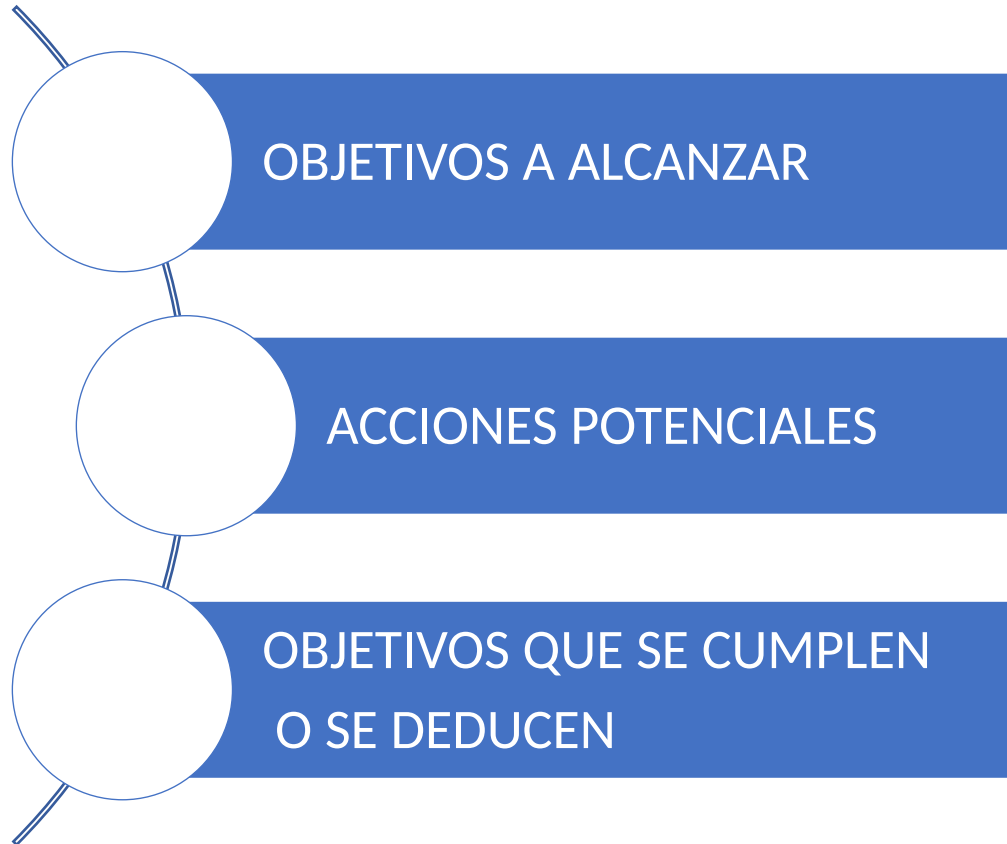 OBJETIVOS A ALCANZAR
ACCIONES POTENCIALES
OBJETIVOS QUE SE CUMPLEN
O SE DEDUCEN